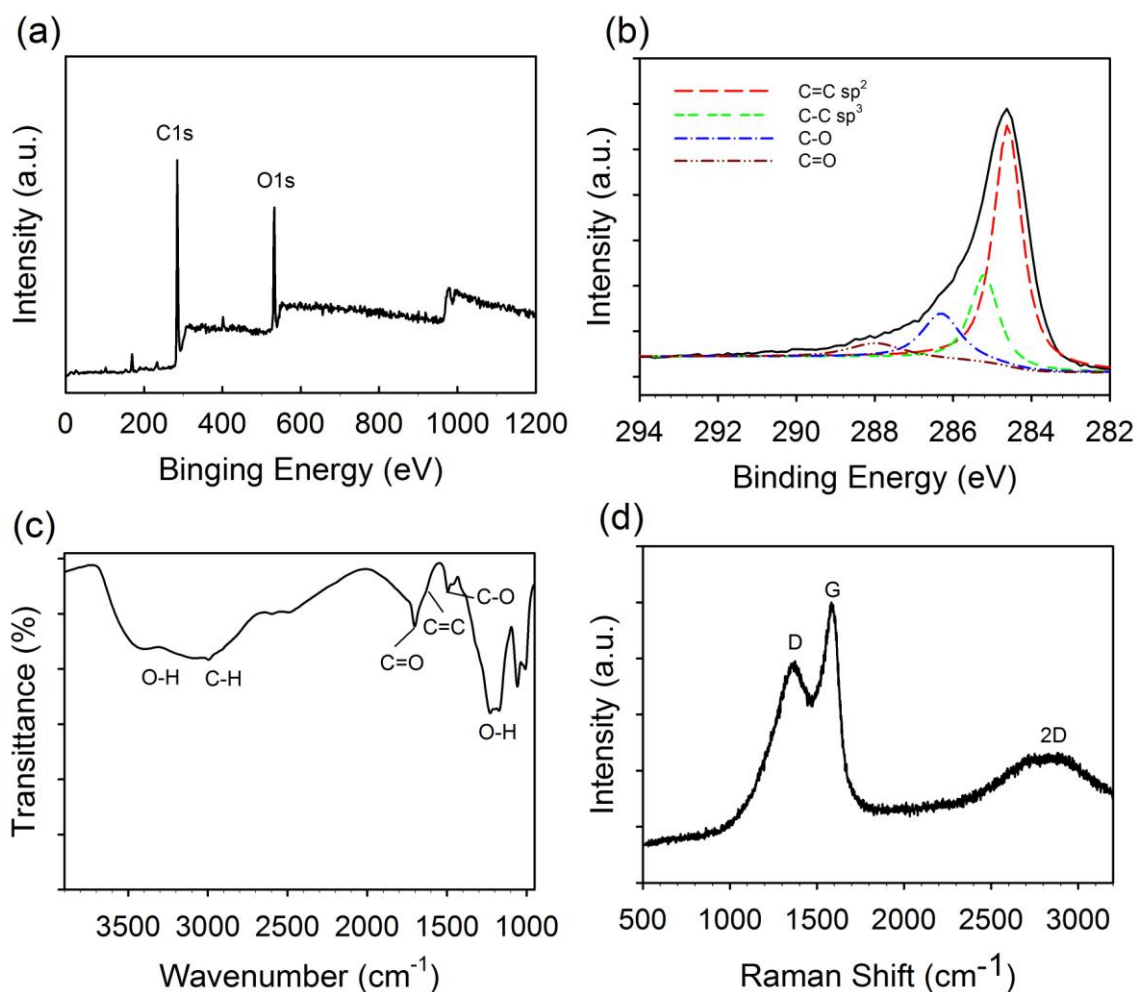 (a)
Intensity (a.u.)
C1s
O1s
0 200 400 600 800 1000 1200
Binging Energy (eV)
(b)
Intensity (a.u.)
C=C sp²
C-C sp³
C-O
C=O
294 292 290 288 286 284 282
Binding Energy (eV)
(c)
Transittance (%)
O-H
C-H
C=O
C=C
C-O
O-H
3500 3000 2500 2000 1500 1000
Wavenumber (cm⁻¹)
(d)
Intensity (a.u.)
D
G
2D
500 1000 1500 2000 2500 3000
Raman Shift (cm⁻¹)